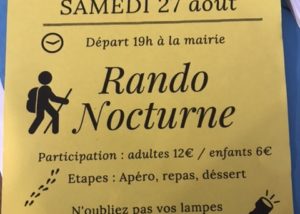 SAMEDI 27 août
Départ 19h à la mairie
Rando
Nocturne
Participation : adultes 12€ / enfants 6€
Etapes : Apéro, repas, déssert
N'oubliez pas vos lampes